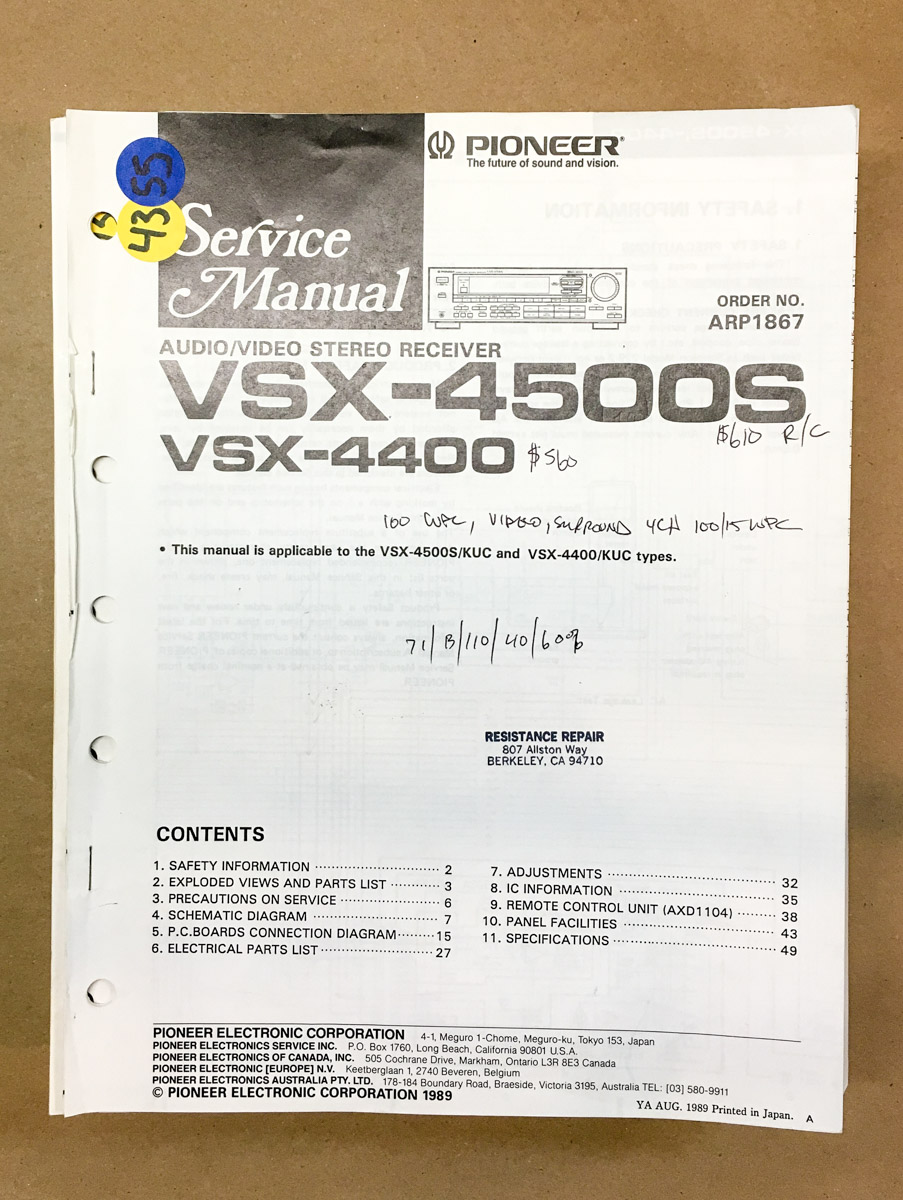 55
43
PIONEER®
The future of sound and vision.
Service
Manual
ORDER NO.
ARP1867
AUDIO/VIDEO STEREO RECEIVER
VSX-4500S
$610 R/C
VSX-4400 $560
100 WPC, VIDEO, SURROUND 4CH 100/15 WPC
• This manual is applicable to the VSX-4500S/KUC and VSX-4400/KUC types.
71/B/110/40/60%
RESISTANCE REPAIR
807 Allston Way
BERKELEY, CA 94710
CONTENTS
1. SAFETY INFORMATION 2
2. EXPLODED VIEWS AND PARTS LIST 3
3. PRECAUTIONS ON SERVICE 6
4. SCHEMATIC DIAGRAM 7
5. P.C.BOARDS CONNECTION DIAGRAM 15
6. ELECTRICAL PARTS LIST 27
7. ADJUSTMENTS 32
8. IC INFORMATION 35
9. REMOTE CONTROL UNIT (AXD1104) 38
10. PANEL FACILITIES 43
11. SPECIFICATIONS 49
PIONEER ELECTRONIC CORPORATION 4-1, Meguro 1-Chome, Meguro-ku, Tokyo 153, Japan
PIONEER ELECTRONICS SERVICE INC. P.O. Box 1760, Long Beach, California 90801 U.S.A.
PIONEER ELECTRONICS OF CANADA, INC. 505 Cochrane Drive, Markham, Ontario L3R 8E3 Canada
PIONEER ELECTRONIC [EUROPE] N.V. Keetberglaan 1, 2740 Beveren, Belgium
PIONEER ELECTRONICS AUSTRALIA PTY. LTD. 178-184 Boundary Road, Braeside, Victoria 3195, Australia TEL: [03] 580-9911
© PIONEER ELECTRONIC CORPORATION 1989
YA AUG. 1989 Printed in Japan. A